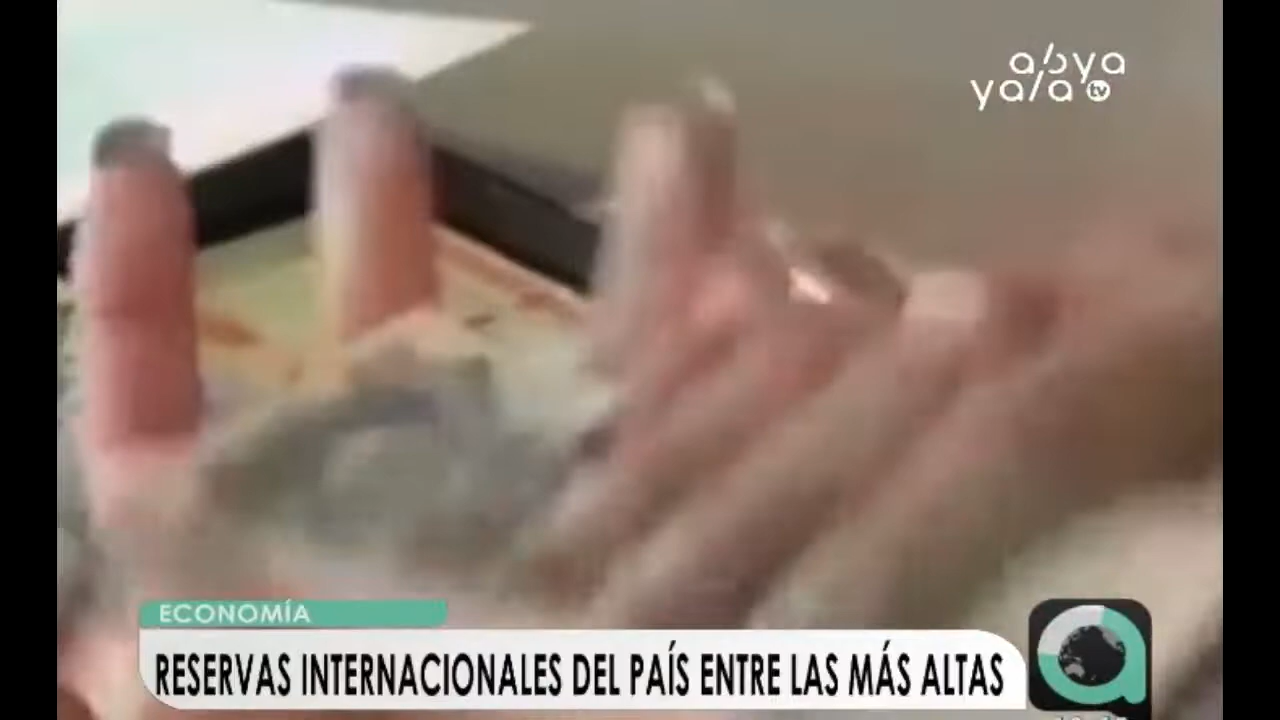 abya
yala tv
ECONOMÍA
RESERVAS INTERNACIONALES DEL PAÍS ENTRE LAS MÁS ALTAS